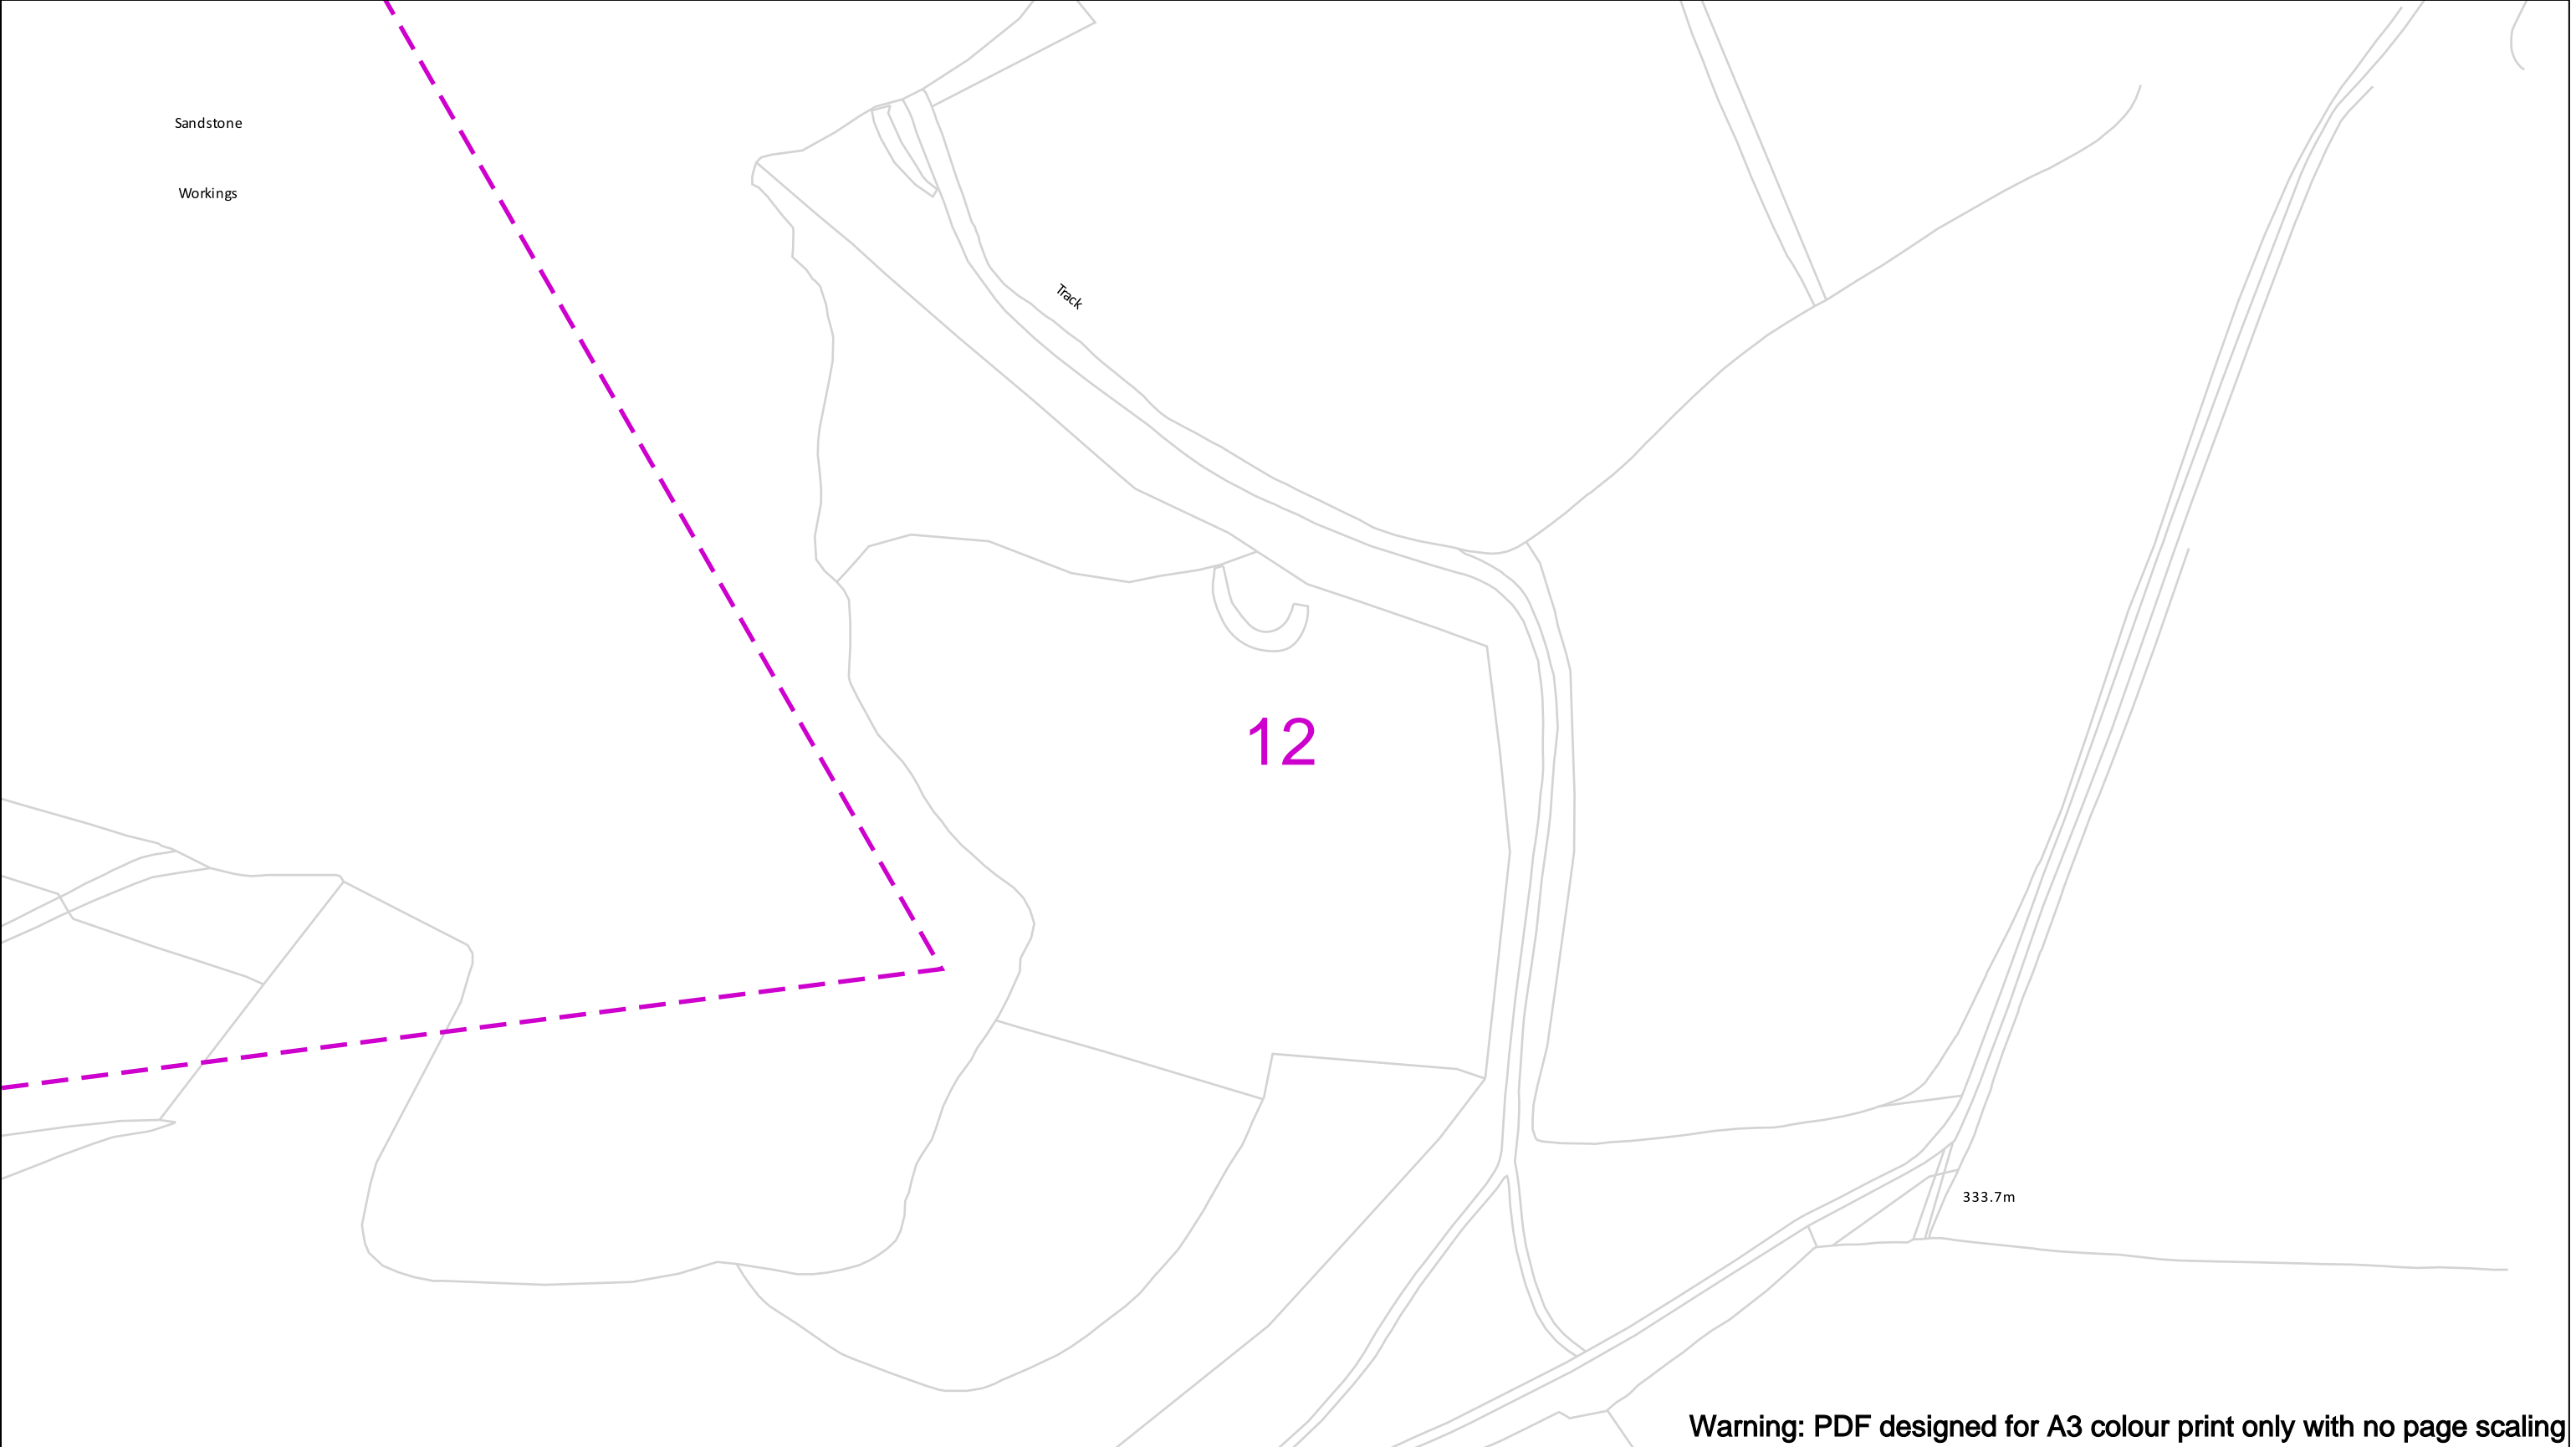 Sandstone
Workings
Track
12
333.7m
Warning: PDF designed for A3 colour print only with no page scaling